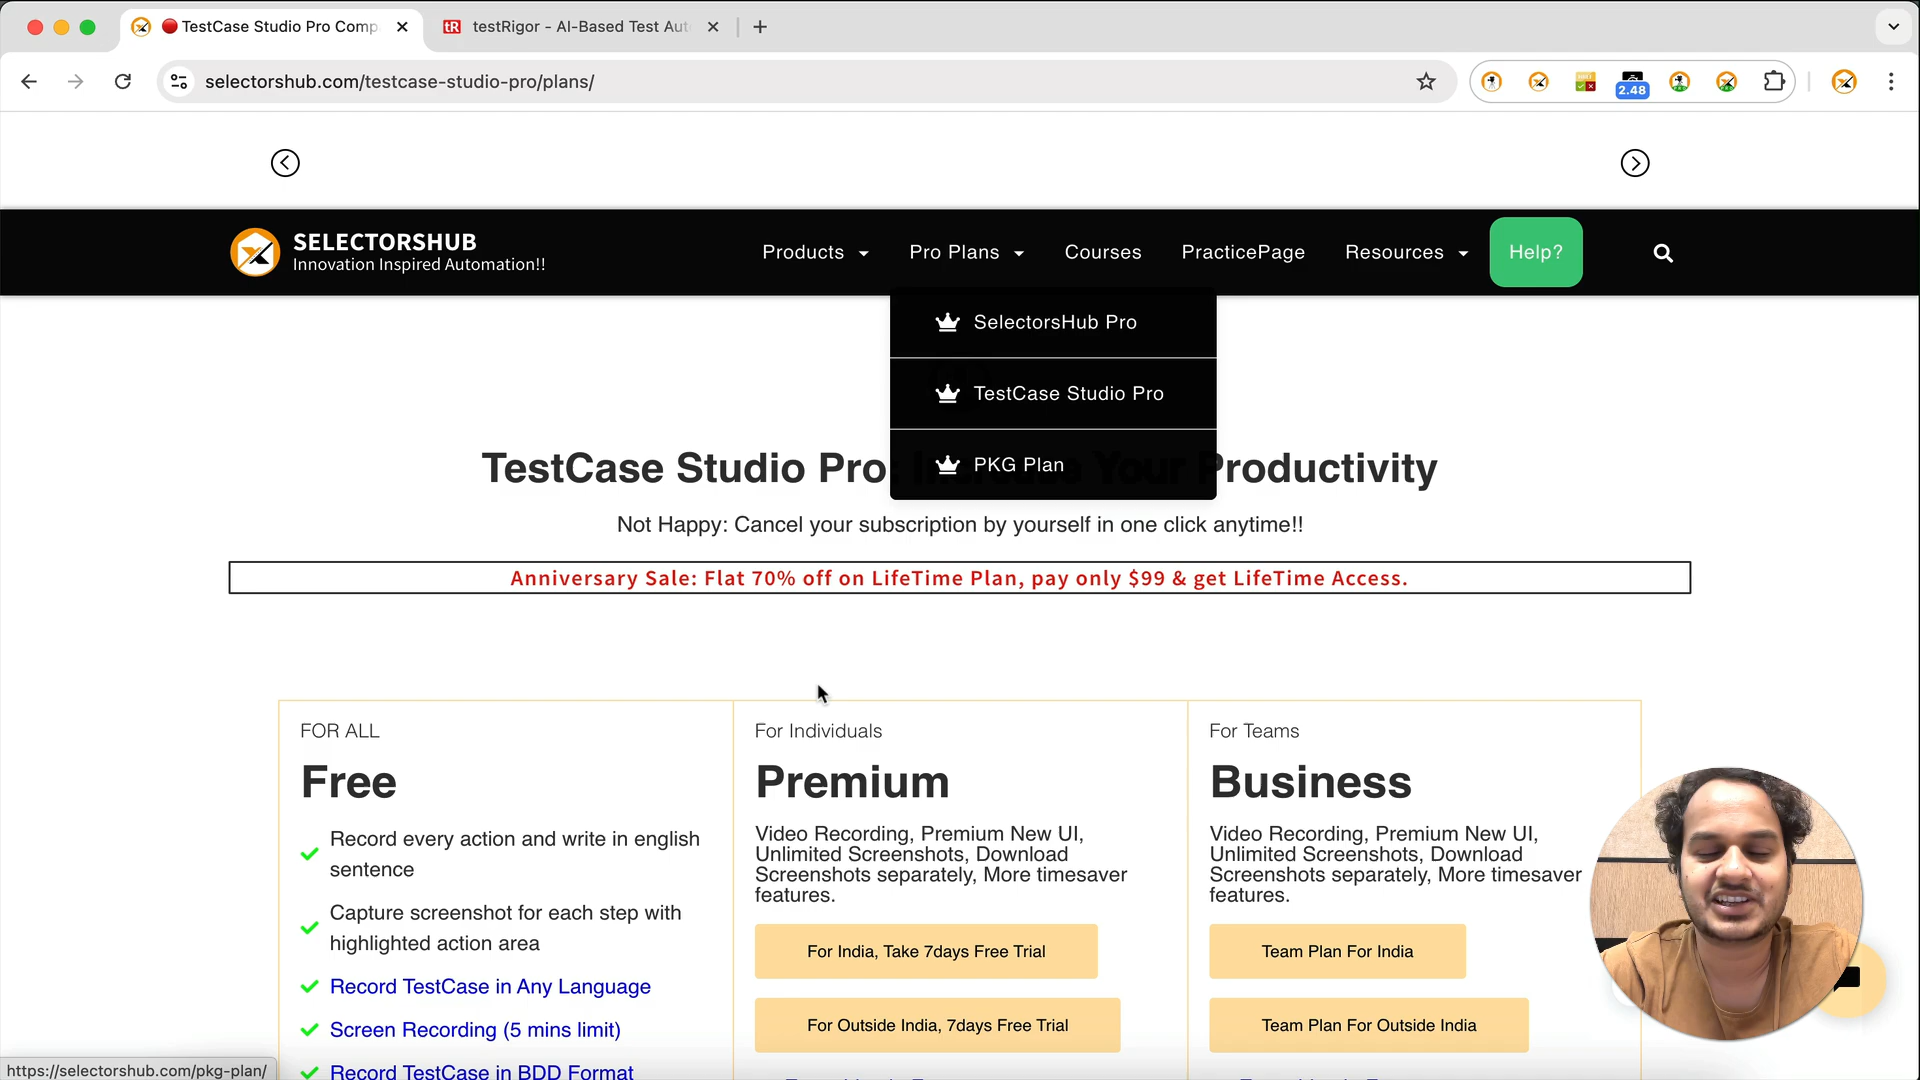 TestCase Studio Pro Comp
testRigor - AI-Based Test Aut
selectorshub.com/testcase-studio-pro/plans/
2.48
SELECTORSHUB
Innovation Inspired Automation!!
Products
Pro Plans
Courses
PracticePage
Resources
Help?
SelectorsHub Pro
TestCase Studio Pro
PKG Plan
TestCase Studio Pro: Increase Your Productivity
Not Happy: Cancel your subscription by yourself in one click anytime!!
Anniversary Sale: Flat 70% off on LifeTime Plan, pay only $99 & get LifeTime Access.
FOR ALL
Free
Record every action and write in english
sentence
Capture screenshot for each step with
highlighted action area
Record TestCase in Any Language
Screen Recording (5 mins limit)
Record TestCase in BDD Format
For Individuals
Premium
Video Recording, Premium New UI,
Unlimited Screenshots, Download
Screenshots separately, More timesaver
features.
For India, Take 7days Free Trial
For Outside India, 7days Free Trial
For Teams
Business
Video Recording, Premium New UI,
Unlimited Screenshots, Download
Screenshots separately, More timesaver
features.
Team Plan For India
Team Plan For Outside India
https://selectorshub.com/pkg-plan/